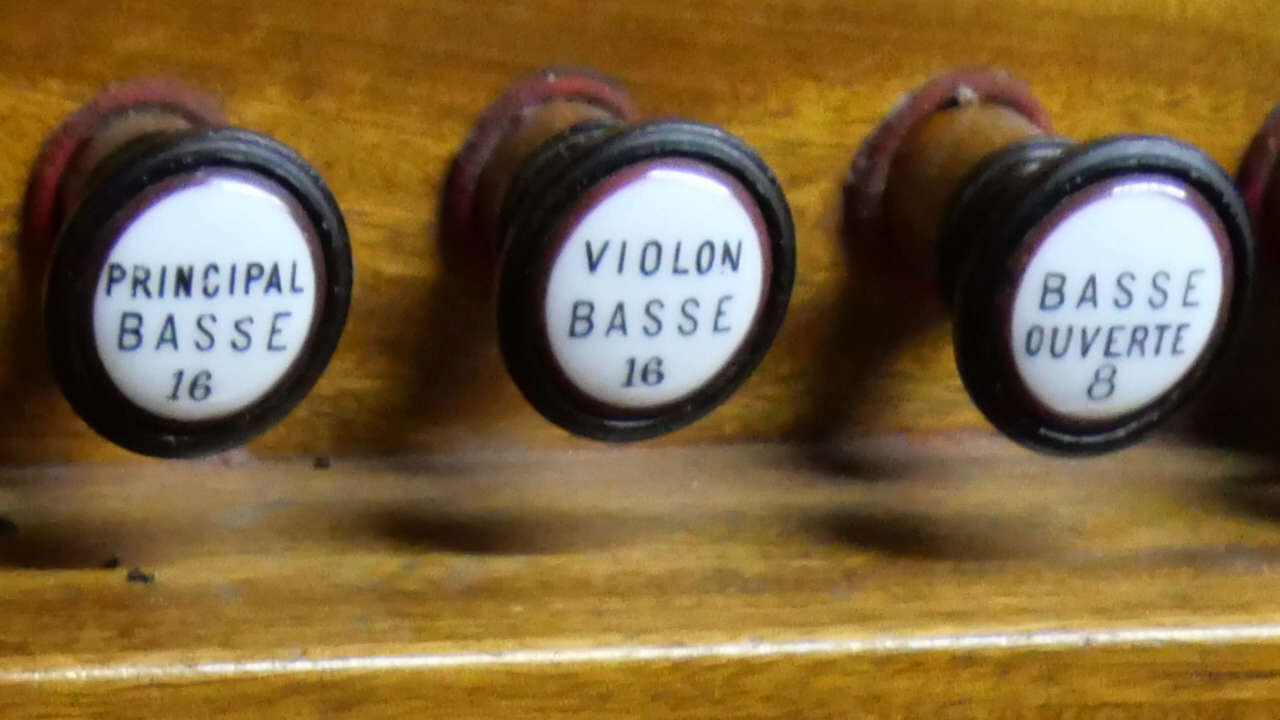 PRINCIPAL
BASSE
16
VIOLON
BASSE
16
BASSE
OUVERTE
8